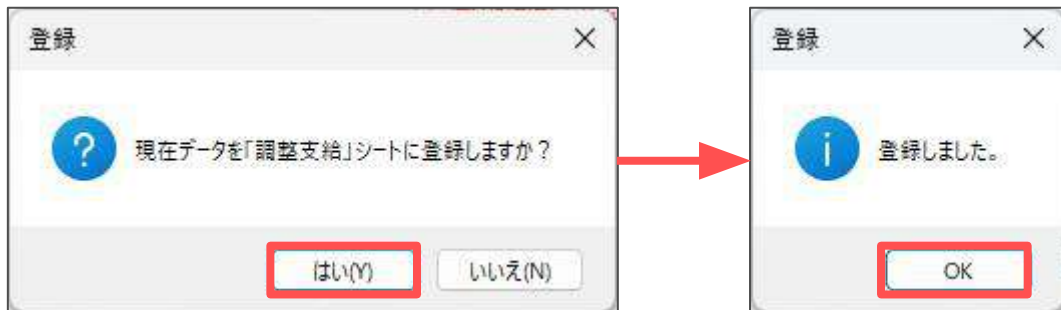 登録
現在データを「調整支給」シートに登録しますか？
はい(Y)
いいえ(N)
登録
登録しました。
OK